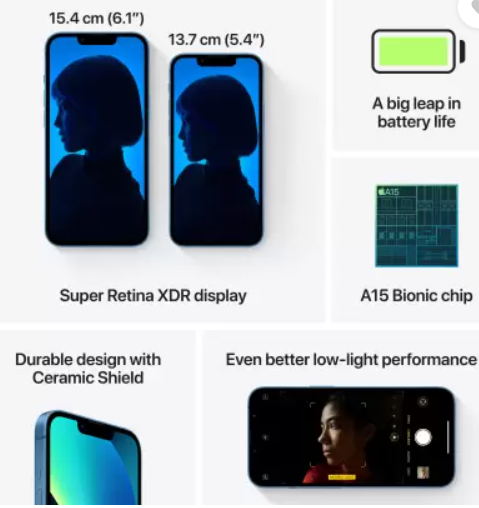 15.4 cm (6.1″)
13.7 cm (5.4″)
Super Retina XDR display
A big leap in
battery life
A15
A15 Bionic chip
Durable design with
Ceramic Shield
Even better low-light performance